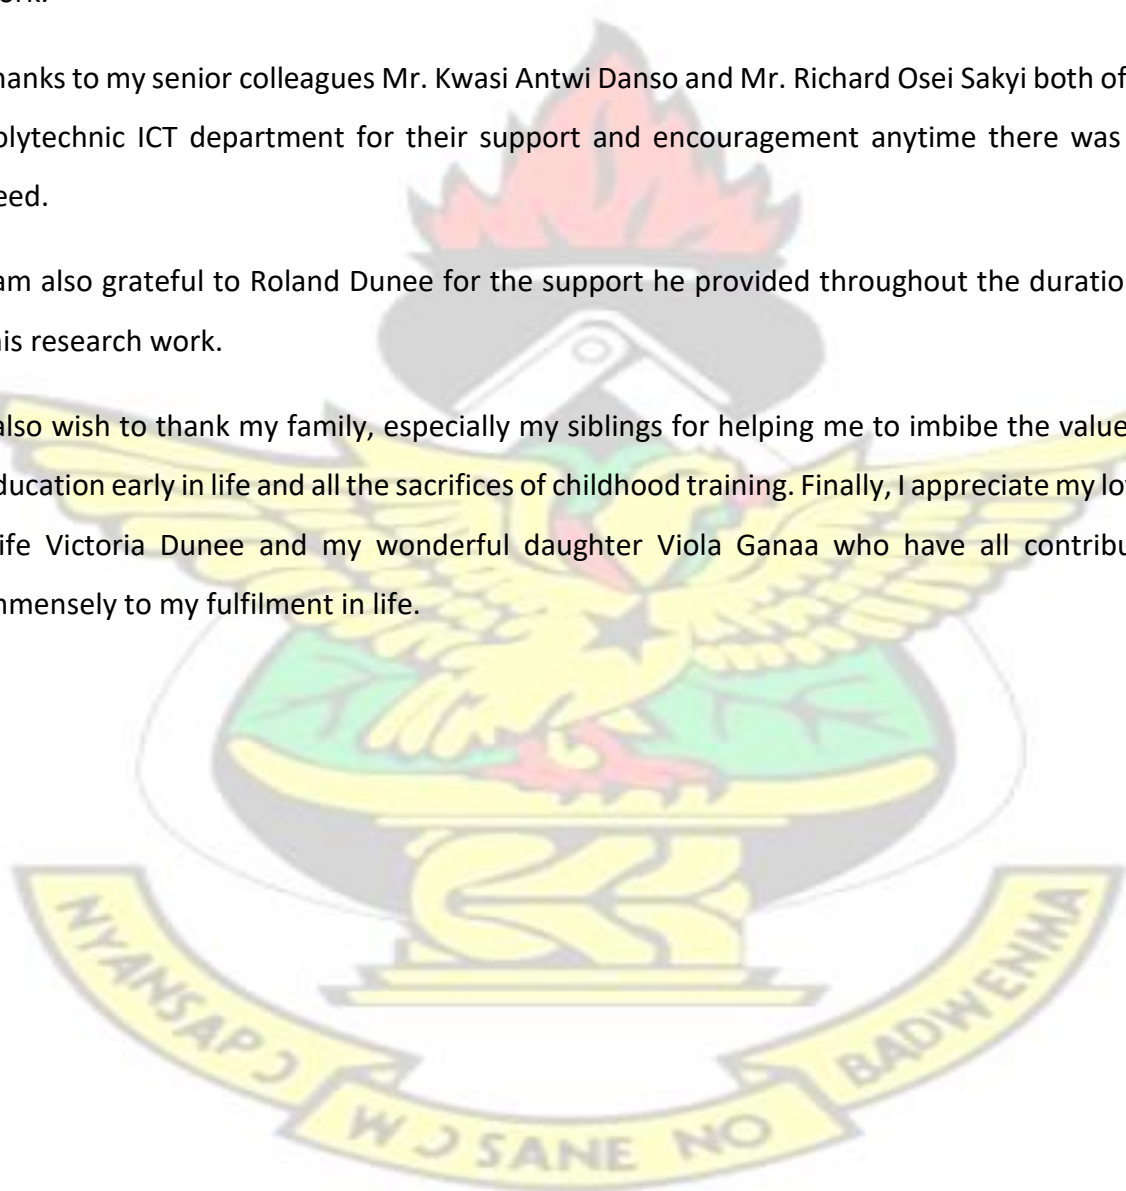 ork.
hanks to my senior colleagues Mr. Kwasi Antwi Danso and Mr. Richard Osei Sakyi both of
olytechnic ICT department for their support and encouragement anytime there was
eed.
am also grateful to Roland Dunee for the support he provided throughout the duratio
his research work.
also wish to thank my family, especially my siblings for helping me to imbibe the value
ducation early in life and all the sacrifices of childhood training. Finally, I appreciate my lo
ife Victoria Dunee and my wonderful daughter Viola Ganaa who have all contribu
mmensely to my fulfilment in life.
NYANSAPƆ
WƆSANE NO
BADWENMA